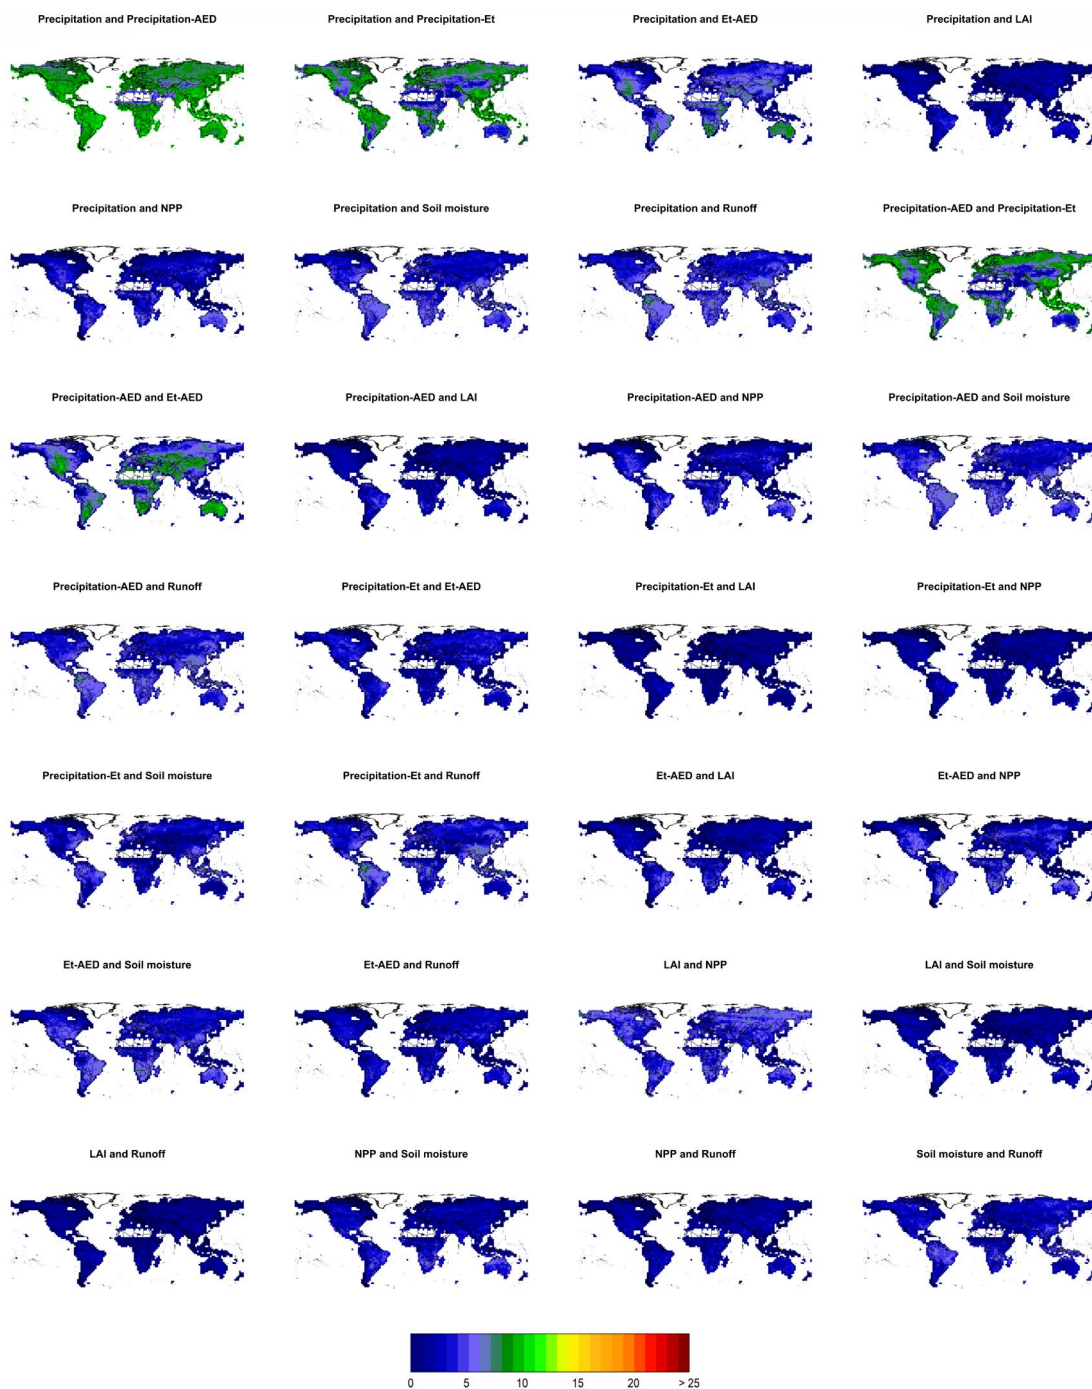 Precipitation and Precipitation-AED
Precipitation and Precipitation-Et
Precipitation and Et-AED
Precipitation and LAI
Precipitation and NPP
Precipitation and Soil moisture
Precipitation and Runoff
Precipitation-AED and Precipitation-Et
Precipitation-AED and Et-AED
Precipitation-AED and LAI
Precipitation-AED and NPP
Precipitation-AED and Soil moisture
Precipitation-AED and Runoff
Precipitation-Et and Et-AED
Precipitation-Et and LAI
Precipitation-Et and NPP
Precipitation-Et and Soil moisture
Precipitation-Et and Runoff
Et-AED and LAI
Et-AED and NPP
Et-AED and Soil moisture
Et-AED and Runoff
LAI and NPP
LAI and Soil moisture
LAI and Runoff
NPP and Soil moisture
NPP and Runoff
Soil moisture and Runoff
0 5 10 15 20 > 25